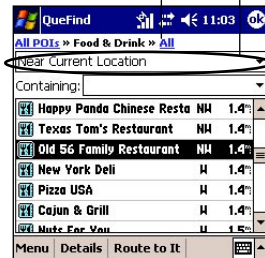 QueFind 11:03 ok
All POIs » Food & Drink » All
Near Current Location
Containing:
Happy Panda Chinese Resta NW 1.4
Texas Tom's Restaurant NW 1.4
Old 56 Family Restaurant NW 1.4
New York Deli W 1.4
Pizza USA W 1.4
Cajun & Grill W 1.4
Nuts For You W 1.5
Menu Details Route to It